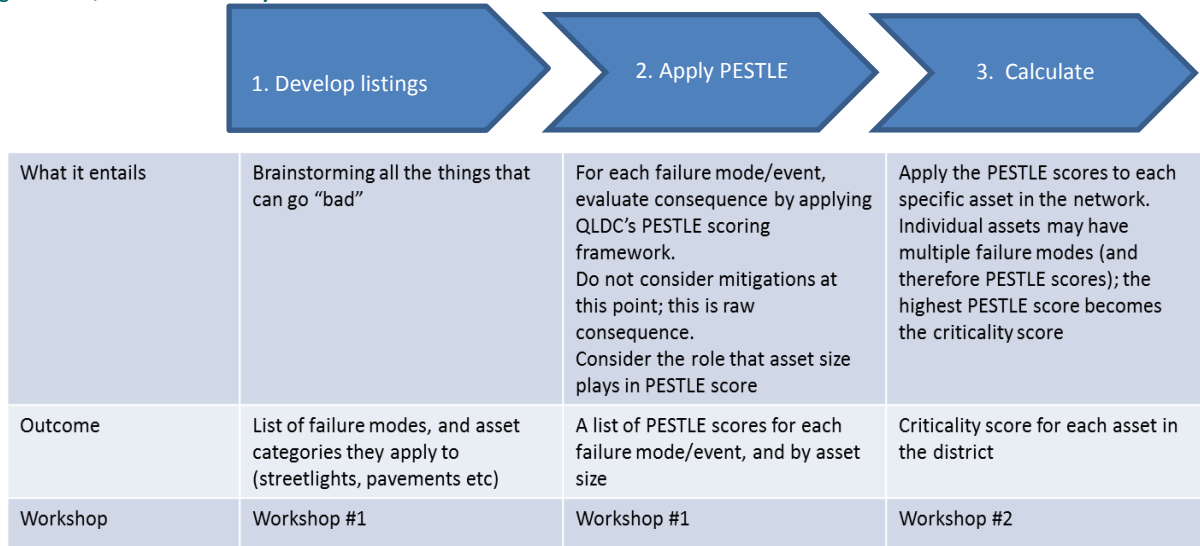 1. Develop listings
2. Apply PESTLE
3. Calculate
What it entails
Brainstorming all the things that
can go “bad”
For each failure mode/event,
evaluate consequence by applying
QLDC’s PESTLE scoring
framework.
Do not consider mitigations at
this point; this is raw
consequence.
Consider the role that asset size
plays in PESTLE score
Apply the PESTLE scores to each
specific asset in the network.
Individual assets may have
multiple failure modes (and
therefore PESTLE scores); the
highest PESTLE score becomes
the criticality score
Outcome
List of failure modes, and asset
categories they apply to
(streetlights, pavements etc)
A list of PESTLE scores for each
failure mode/event, and by asset
size
Criticality score for each asset in
the district
Workshop
Workshop #1
Workshop #1
Workshop #2